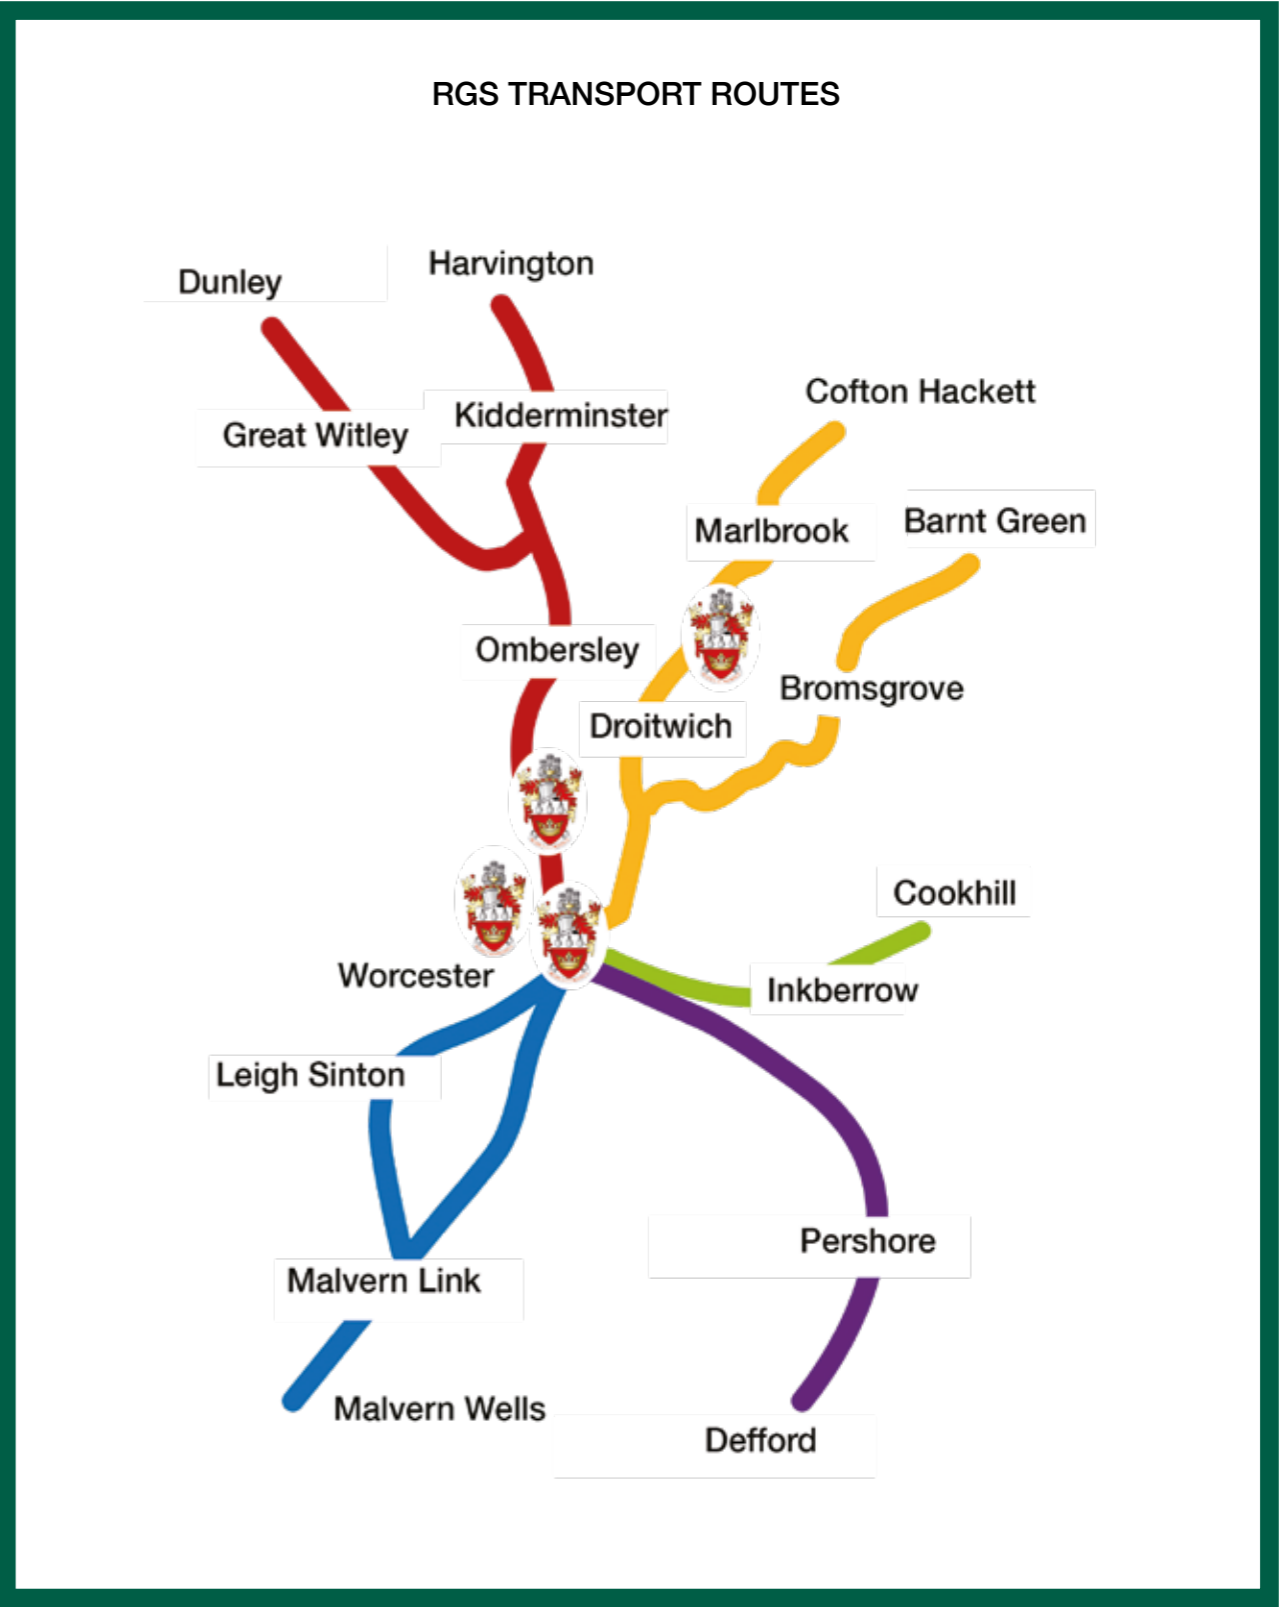 RGS TRANSPORT ROUTES
Harvington
Dunley
Cofton Hackett
Kidderminster
Great Witley
Barnt Green
Marlbrook
Ombersley
Bromsgrove
Droitwich
Cookhill
Worcester
Inkberrow
Leigh Sinton
Pershore
Malvern Link
Malvern Wells
Defford